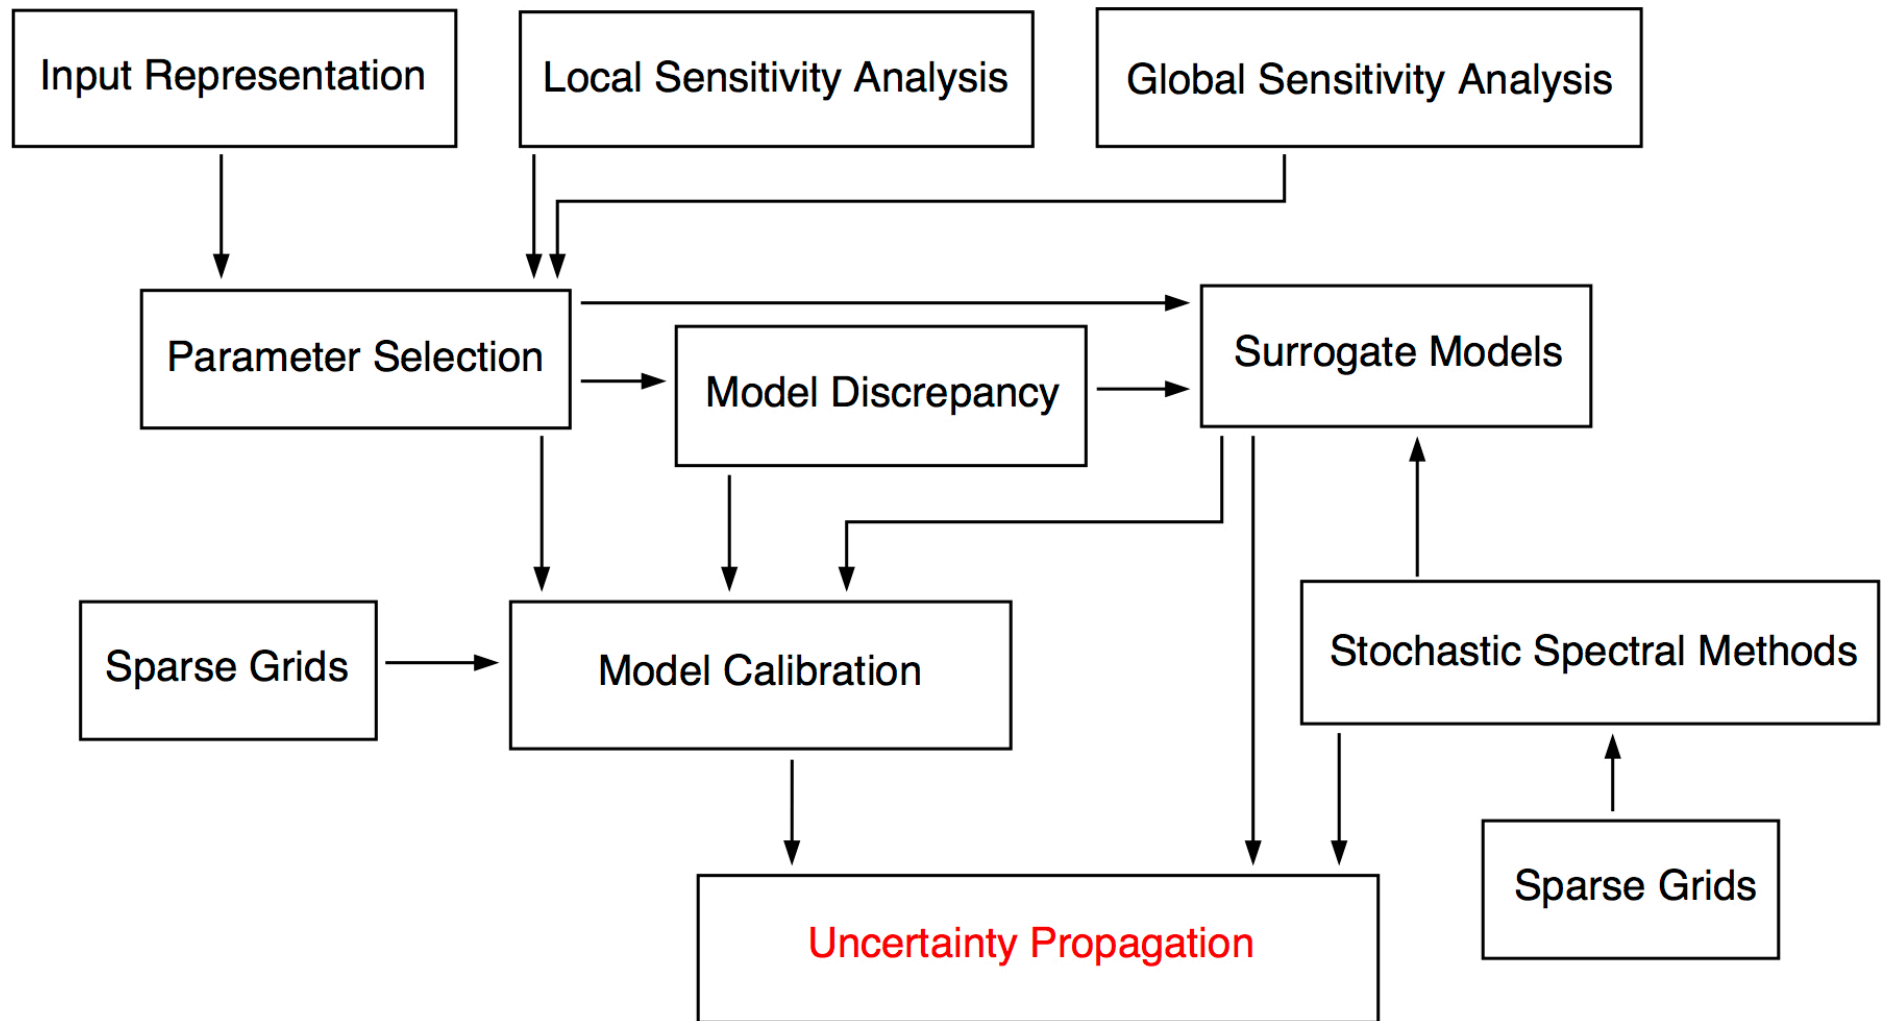 Input Representation
Local Sensitivity Analysis
Global Sensitivity Analysis
Parameter Selection
Model Discrepancy
Surrogate Models
Sparse Grids
Model Calibration
Stochastic Spectral Methods
Sparse Grids
Uncertainty Propagation